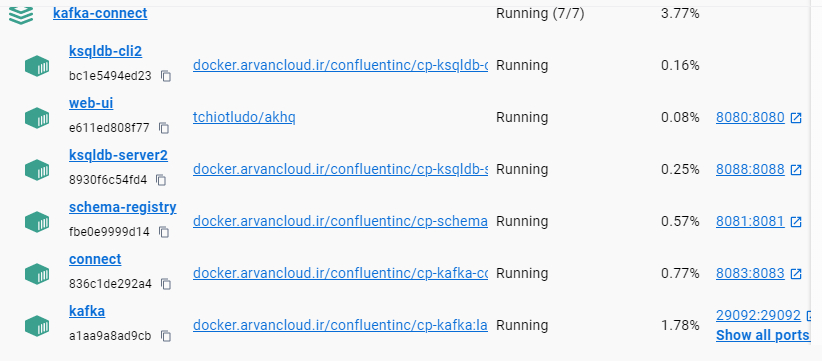 kafka-connect Running (7/7) 3.77%
ksqldb-cli2
bc1e5494ed23 docker.arvancloud.ir/confluentinc/cp-ksqldb-c Running 0.16%
web-ui
e611ed808f77 tchiotludo/akhq Running 0.08% 8080:8080
ksqldb-server2
8930f6c54fd4 docker.arvancloud.ir/confluentinc/cp-ksqldb-s Running 0.25% 8088:8088
schema-registry
fbe0e9999d14 docker.arvancloud.ir/confluentinc/cp-schema Running 0.57% 8081:8081
connect
836c1de292a4 docker.arvancloud.ir/confluentinc/cp-kafka-co Running 0.77% 8083:8083
kafka
a1aa9a8ad9cb docker.arvancloud.ir/confluentinc/cp-kafka:la Running 1.78% 29092:29092
Show all ports